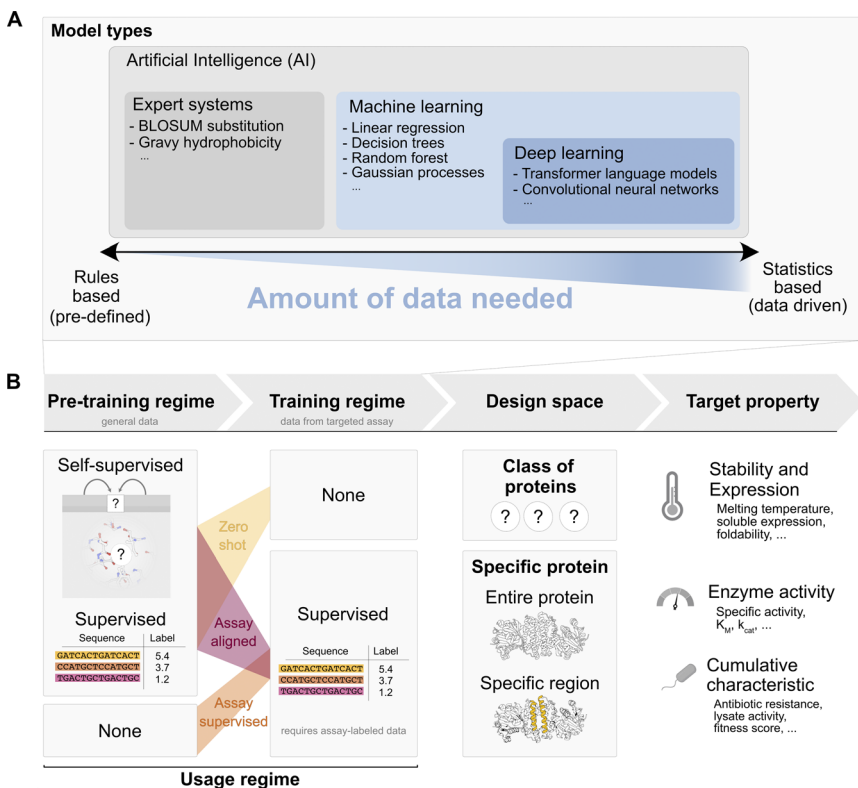 A
Model types
Artificial Intelligence (AI)
Expert systems
- BLOSUM substitution
- Gravy hydrophobicity
...
Machine learning
- Linear regression
- Decision trees
- Random forest
- Gaussian processes
...
Deep learning
- Transformer language models
- Convolutional neural networks
...
Rules
based
(pre-defined)
Amount of data needed
Statistics
based
(data driven)
B
Pre-training regime
general data
Training regime
data from targeted assay
Design space
Target property
Self-supervised
?
?
Supervised
Sequence Label
GATCACTGATCACT 5.4
CCATGCTCCATGCT 3.7
TGACTGCTGACTGC 1.2
None
Zero
shot
Assay
aligned
Assay
supervised
None
Supervised
Sequence Label
GATCACTGATCACT 5.4
CCATGCTCCATGCT 3.7
TGACTGCTGACTGC 1.2
requires assay-labeled data
Usage regime
Class of
proteins
? ? ?
Specific protein
Entire protein
Specific region
Stability and
Expression
Melting temperature,
soluble expression,
foldability, ...
Enzyme activity
Specific activity,
KM, kcat, ...
Cumulative
characteristic
Antibiotic resistance,
lysate activity,
fitness score, ...